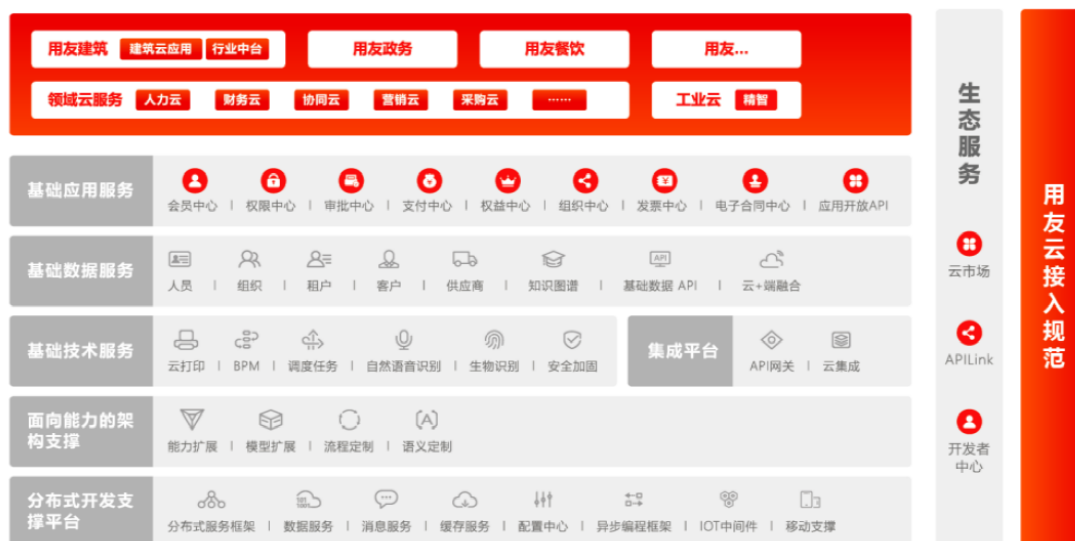 用友建筑 建筑云应用 行业中台 用友政务 用友餐饮 用友...
领域云服务 人力云 财务云 协同云 营销云 采购云 ...... 工业云 精智
基础应用服务
会员中心 | 权限中心 | 审批中心 | 支付中心 | 权益中心 | 组织中心 | 发票中心 | 电子合同中心 | 应用开放API
基础数据服务
API
人员 | 组织 | 租户 | 客户 | 供应商 | 知识图谱 | 基础数据 API | 云+端融合
基础技术服务
云打印 | BPM | 调度任务 | 自然语音识别 | 生物识别 | 安全加固
集成平台
API网关 | 云集成
面向能力的架
构支撑
能力扩展 | 模型扩展 | 流程定制 | 语义定制
分布式开发支
撑平台
分布式服务框架 | 数据服务 | 消息服务 | 缓存服务 | 配置中心 | 异步编程框架 | IOT中间件 | 移动支撑
生态服务
云市场
APILink
开发者
中心
用友云接入规范